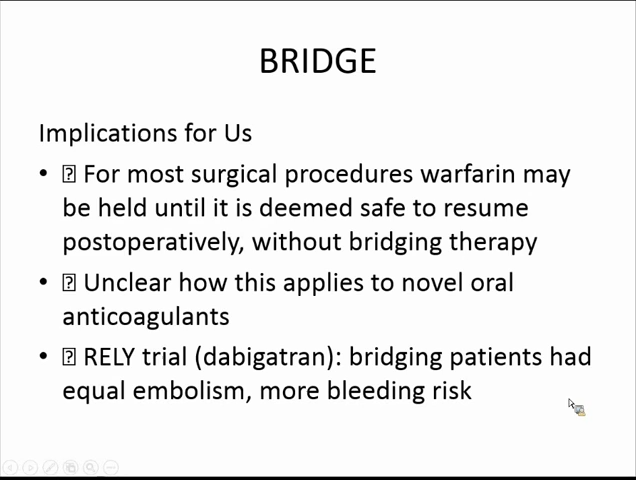 BRIDGE
Implications for Us
• ⍰ For most surgical procedures warfarin may
be held until it is deemed safe to resume
postoperatively, without bridging therapy
• ⍰ Unclear how this applies to novel oral
anticoagulants
• ⍰ RELY trial (dabigatran): bridging patients had
equal embolism, more bleeding risk